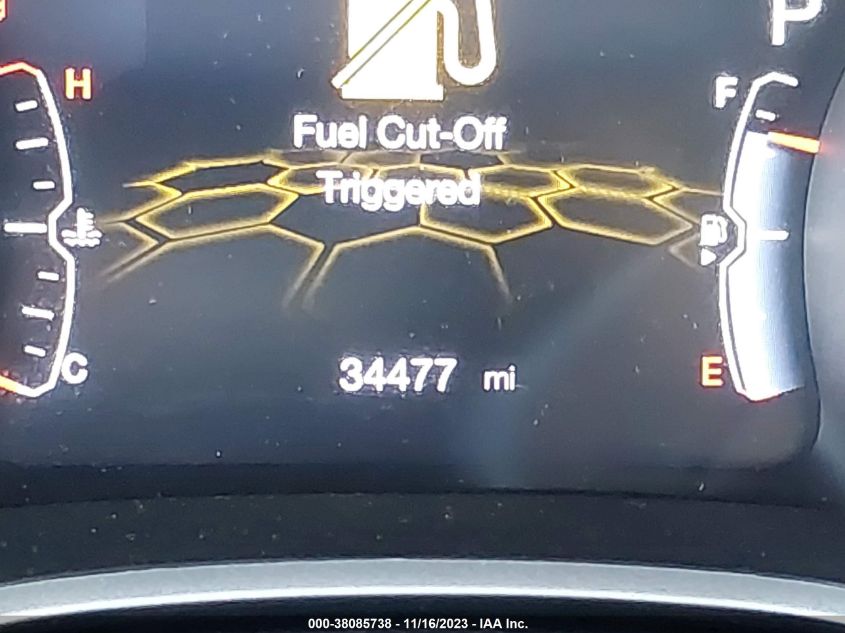 P
H
F
Fuel Cut-Off
Triggered
C
E
34477 mi
000-38085738 - 11/16/2023 - IAA Inc.